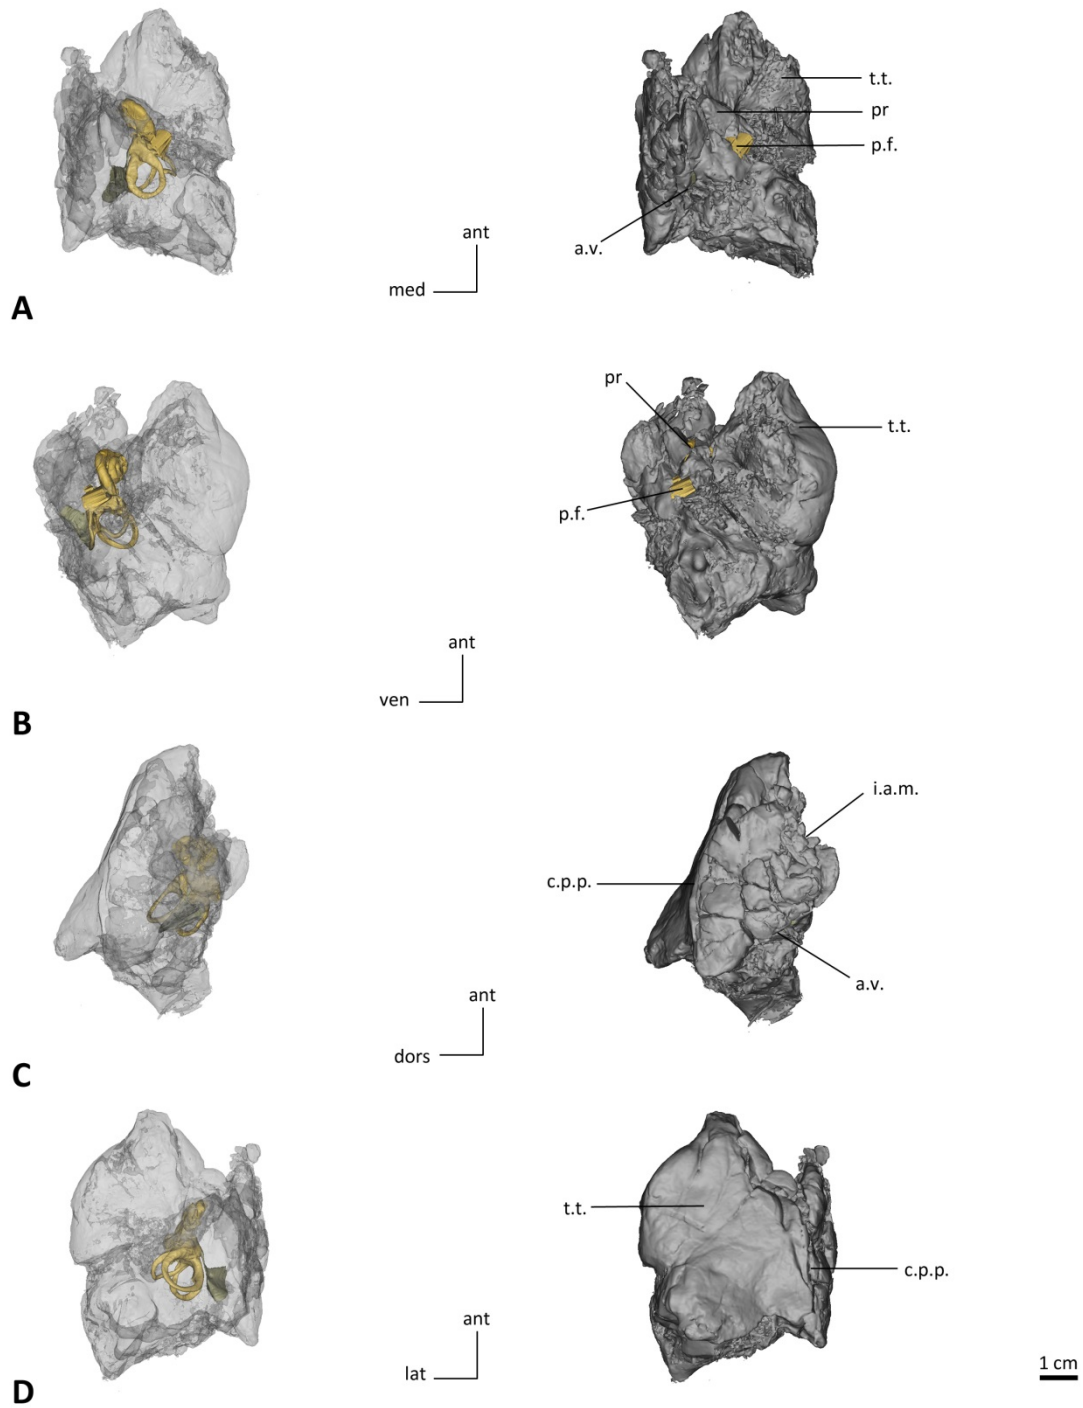 t.t.
pr
p.f.
a.v.
ant
med
A
pr
t.t.
p.f.
ant
ven
B
i.a.m.
c.p.p.
a.v.
ant
dors
C
t.t.
c.p.p.
ant
lat
1 cm
D